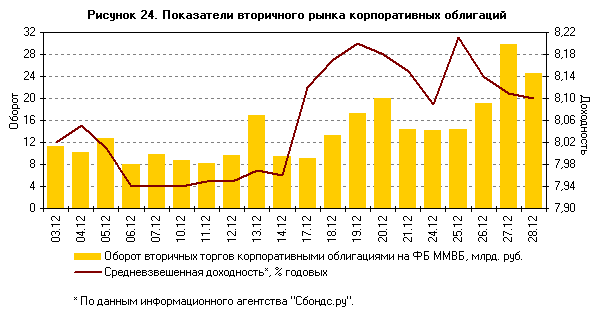 Рисунок 24. Показатели вторичного рынка корпоративных облигаций
Оборот
32
28
24
20
16
12
8
4
0
8,22
8,18
8,14
8,10
8,06
8,02
7,98
7,94
7,90
Доходность
03.12 04.12 05.12 06.12 07.12 10.12 11.12 12.12 13.12 14.12 17.12 18.12 19.12 20.12 21.12 24.12 25.12 26.12 27.12 28.12
Оборот вторичных торгов корпоративными облигациями на ФБ ММВБ, млрд. руб.
Средневзвешенная доходность*, % годовых
* По данным информационного агентства "Сбондс.ру".